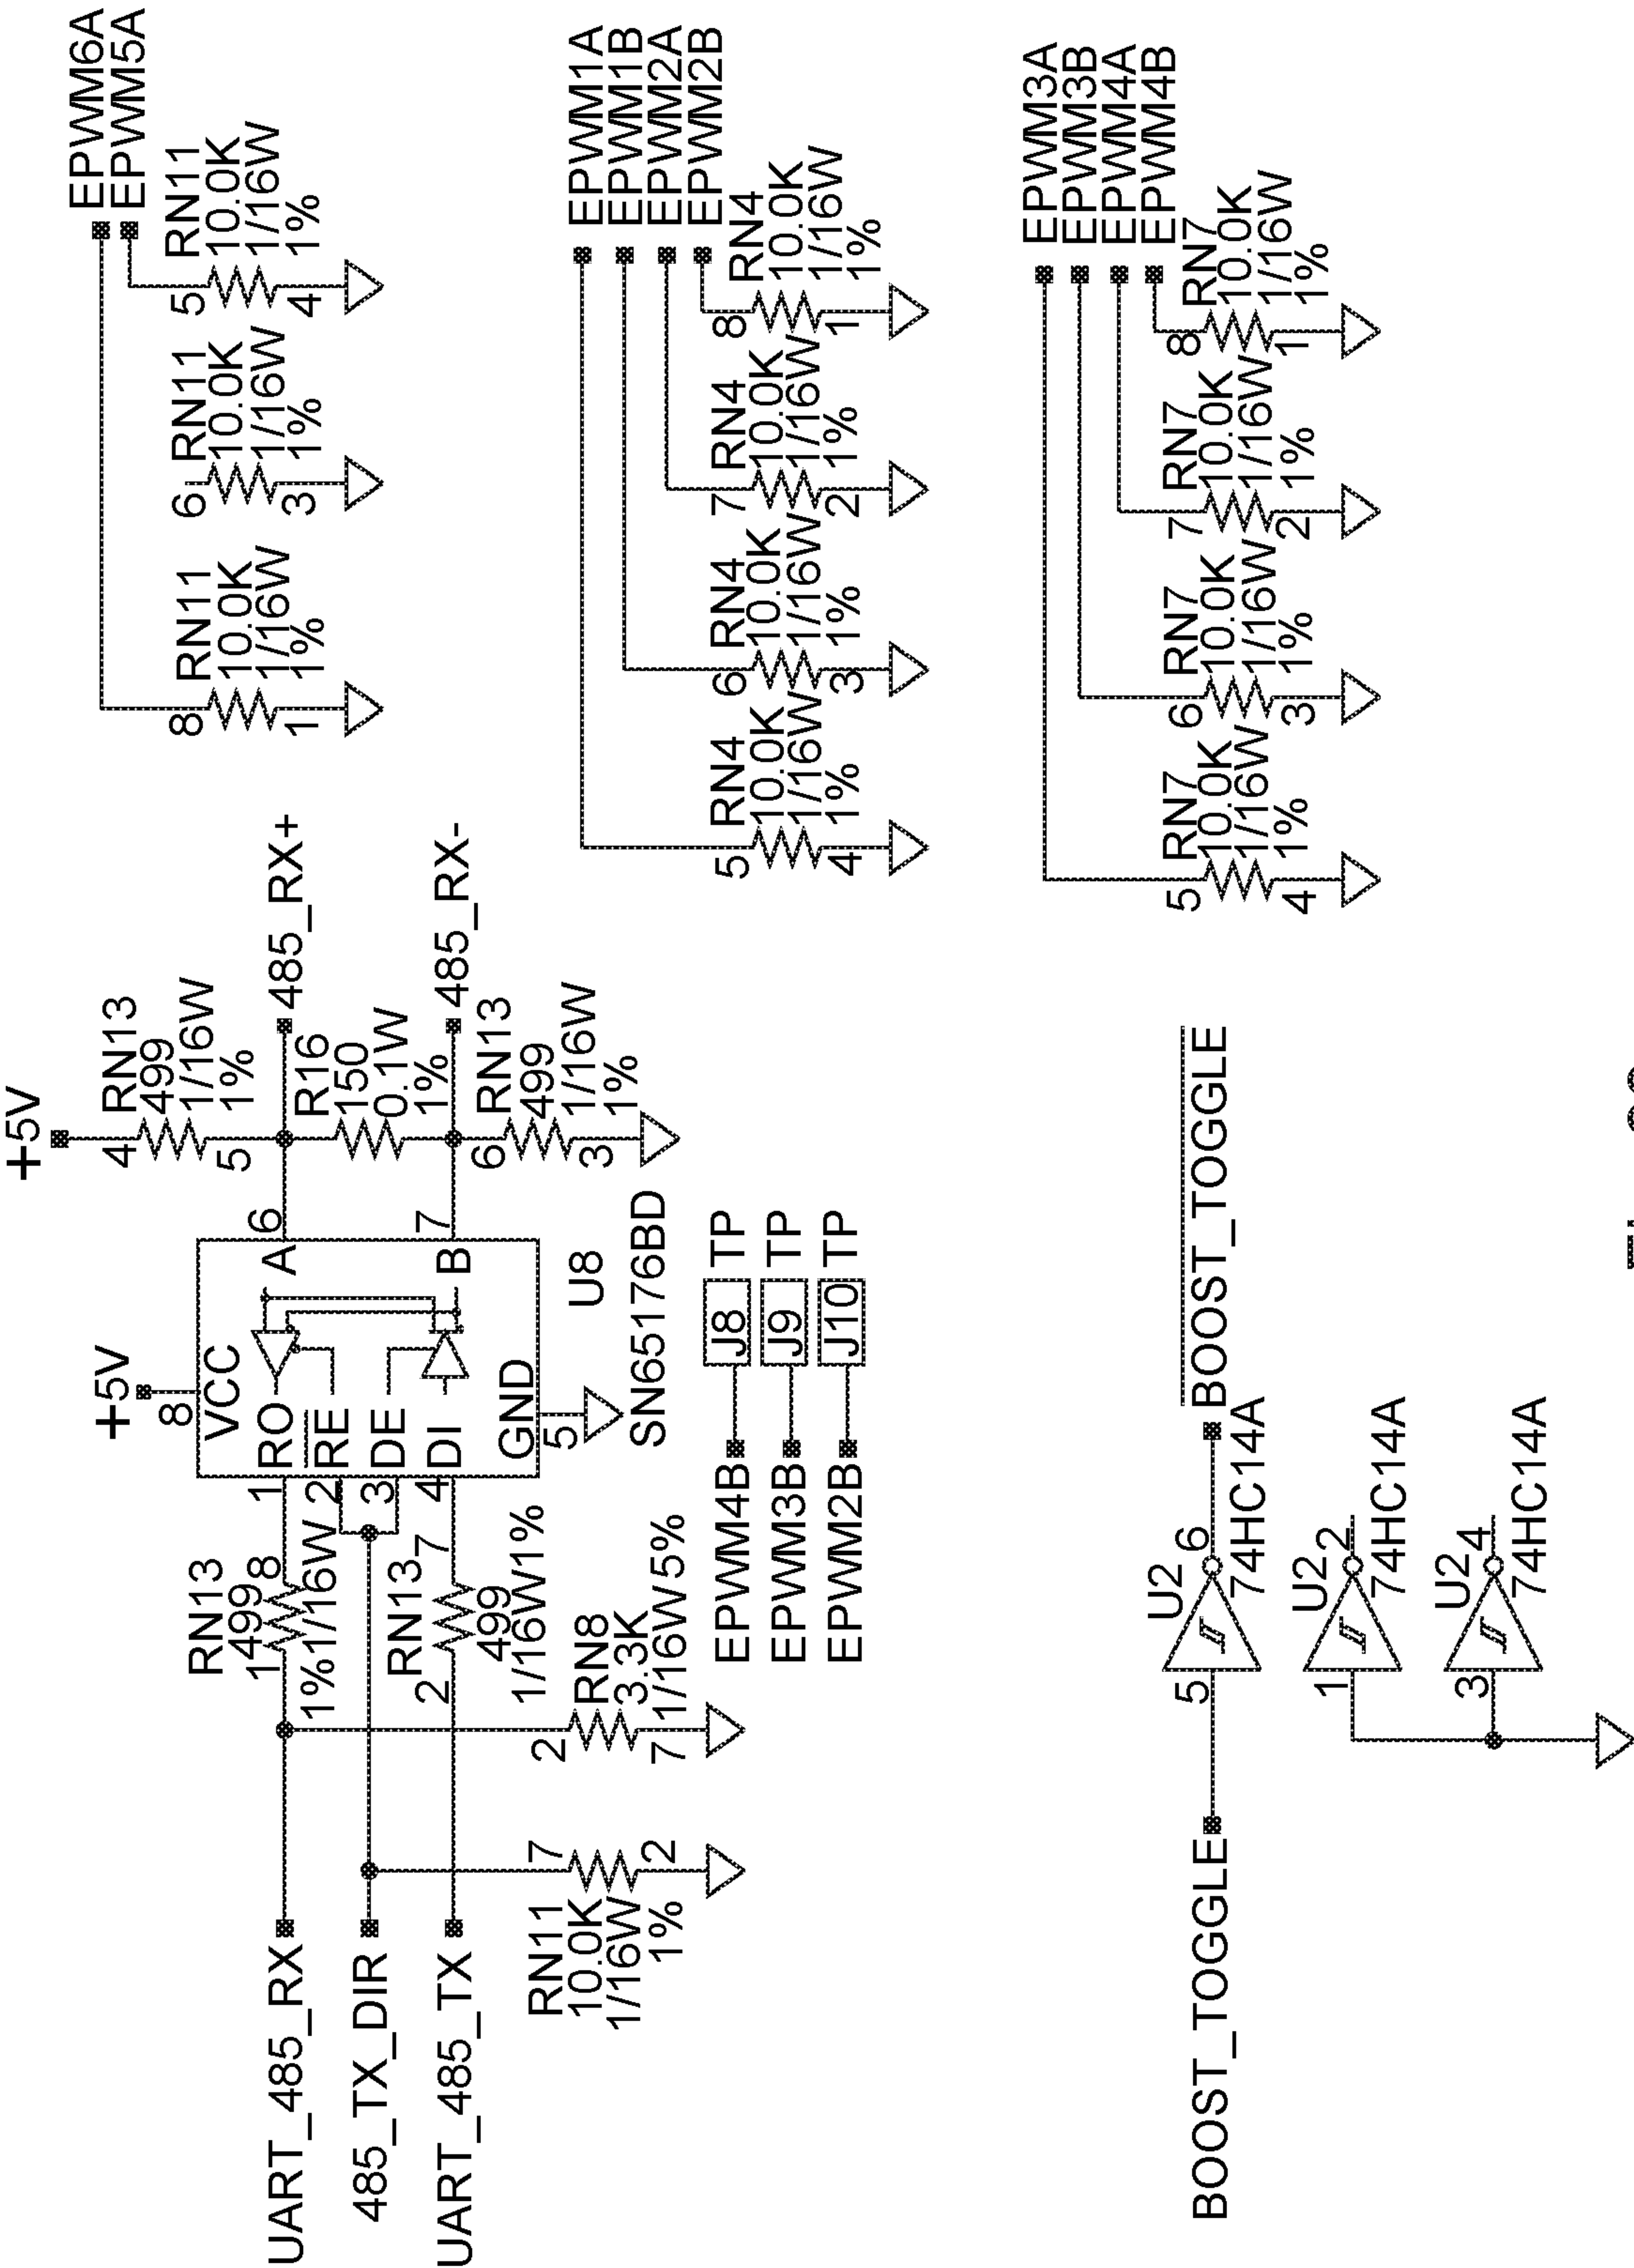 +5V
RN13
499
1/16W
1%
4
5
+5V
8
VCC
RO
RE
DE
DI
GND
A
B
6
7
5
1
2
3
4
U8
SN65176BD
485_RX+
R16
150
0.1W
1%
485_RX-
RN13
499
1/16W
1%
6
3
UART_485_RX
485_TX_DIR
UART_485_TX
RN13
499
1
8
1%1/16W
RN13
2
7
499
1/16W1%
RN8
3.3K
1/16W5%
2
7
RN11
10.0K
1/16W
1%
7
2
EPWM4B
J8
TP
EPWM3B
J9
TP
EPWM2B
J10
TP
EPWM6A
EPWM5A
RN11
10.0K
1/16W
1%
8
1
RN11
10.0K
1/16W
1%
6
3
RN11
10.0K
1/16W
1%
5
4
EPWM1A
EPWM1B
EPWM2A
EPWM2B
RN4
10.0K
1/16W
1%
5
4
RN4
10.0K
1/16W
1%
6
3
RN4
10.0K
1/16W
1%
7
2
RN4
10.0K
1/16W
1%
8
1
EPWM3A
EPWM3B
EPWM4A
EPWM4B
RN7
10.0K
1/16W
1%
5
4
RN7
10.0K
1/16W
1%
6
3
RN7
10.0K
1/16W
1%
7
2
RN7
10.0K
1/16W
1%
8
1
BOOST_TOGGLE
5
U2
6
74HC14A
BOOST_TOGGLE
1
U2
2
74HC14A
3
U2
4
74HC14A